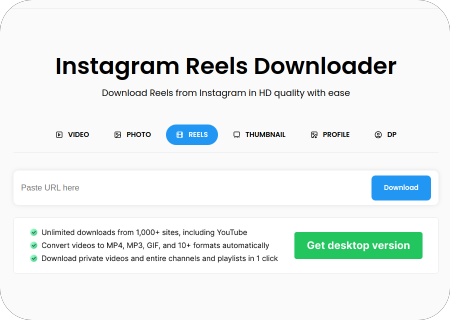 Instagram Reels Downloader
Download Reels from Instagram in HD quality with ease
VIDEO PHOTO REELS THUMBNAIL PROFILE DP
Paste URL here Download
Unlimited downloads from 1,000+ sites, including YouTube
Convert videos to MP4, MP3, GIF, and 10+ formats automatically
Download private videos and entire channels and playlists in 1 click
Get desktop version